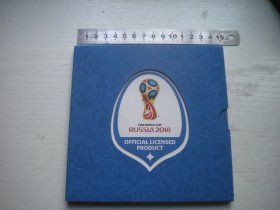 FIFA WORLD CUP
RUSSIA 2018
OFFICIAL LICENSED
PRODUCT